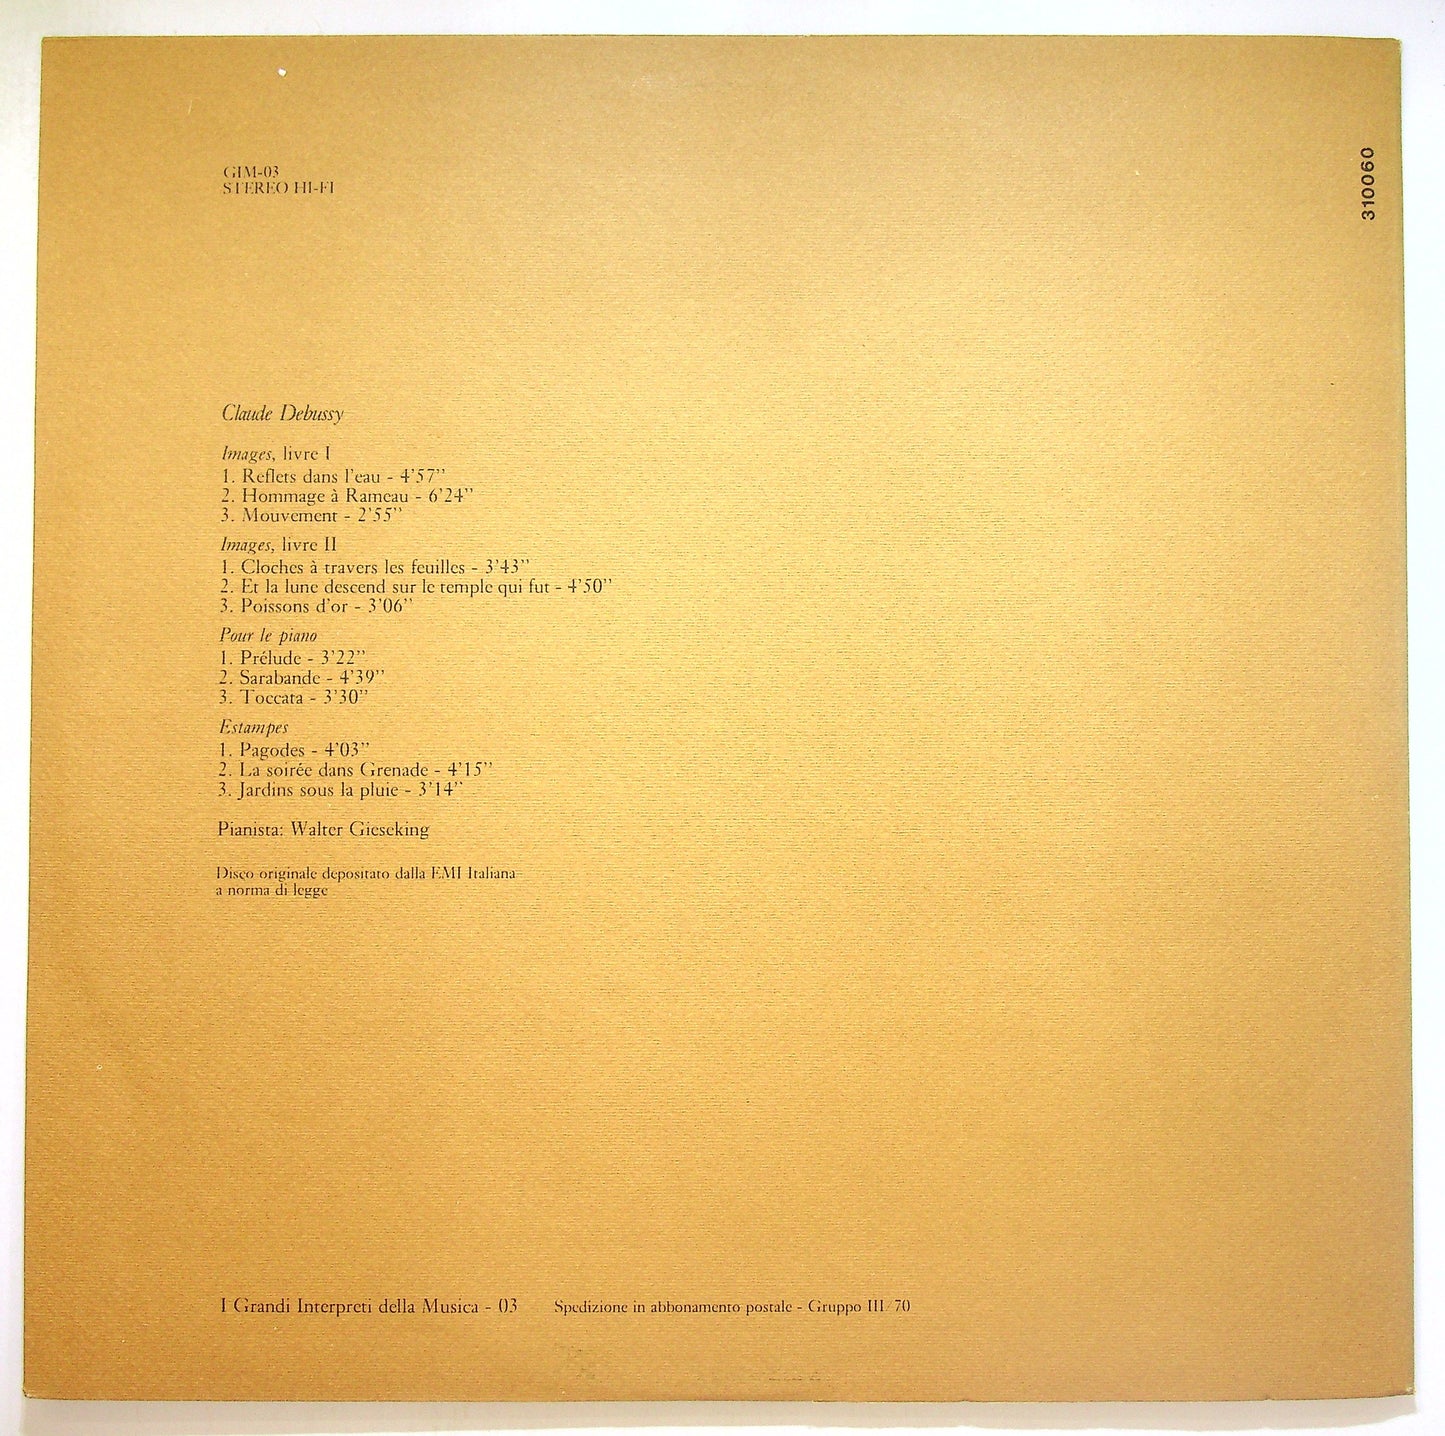 GIM-03
STEREO HI-FI
310060
Claude Debussy
Images, livre I
1. Reflets dans l'eau - 4'57''
2. Hommage à Rameau - 6'24''
3. Mouvement - 2'55''
Images, livre II
1. Cloches à travers les feuilles - 3'43''
2. Et la lune descend sur le temple qui fut - 4'50''
3. Poissons d'or - 3'06''
Pour le piano
1. Prélude - 3'22''
2. Sarabande - 4'39''
3. Toccata - 3'30''
Estampes
1. Pagodes - 4'03''
2. La soirée dans Grenade - 4'15''
3. Jardins sous la pluie - 3'14''
Pianista: Walter Gieseking
Disco originale depositato dalla EMI Italiana
a norma di legge
I Grandi Interpreti della Musica - 03 Spedizione in abbonamento postale - Gruppo III/70